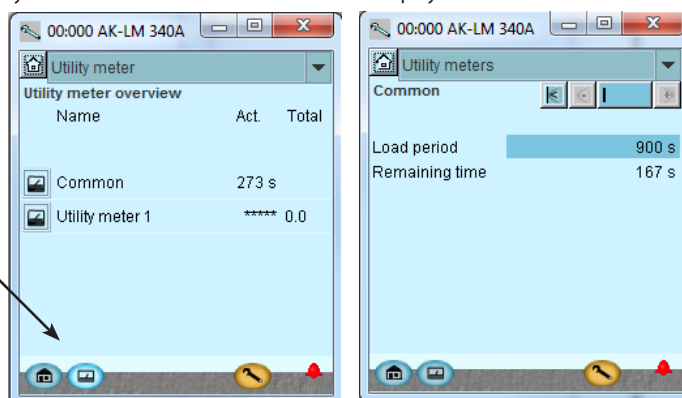 00:000 AK-LM 340A
Utility meter
Utility meter overview
Name Act. Total
Common 273 s
Utility meter 1 ***** 0.0
00:000 AK-LM 340A
Utility meters
Common
Load period 900 s
Remaining time 167 s